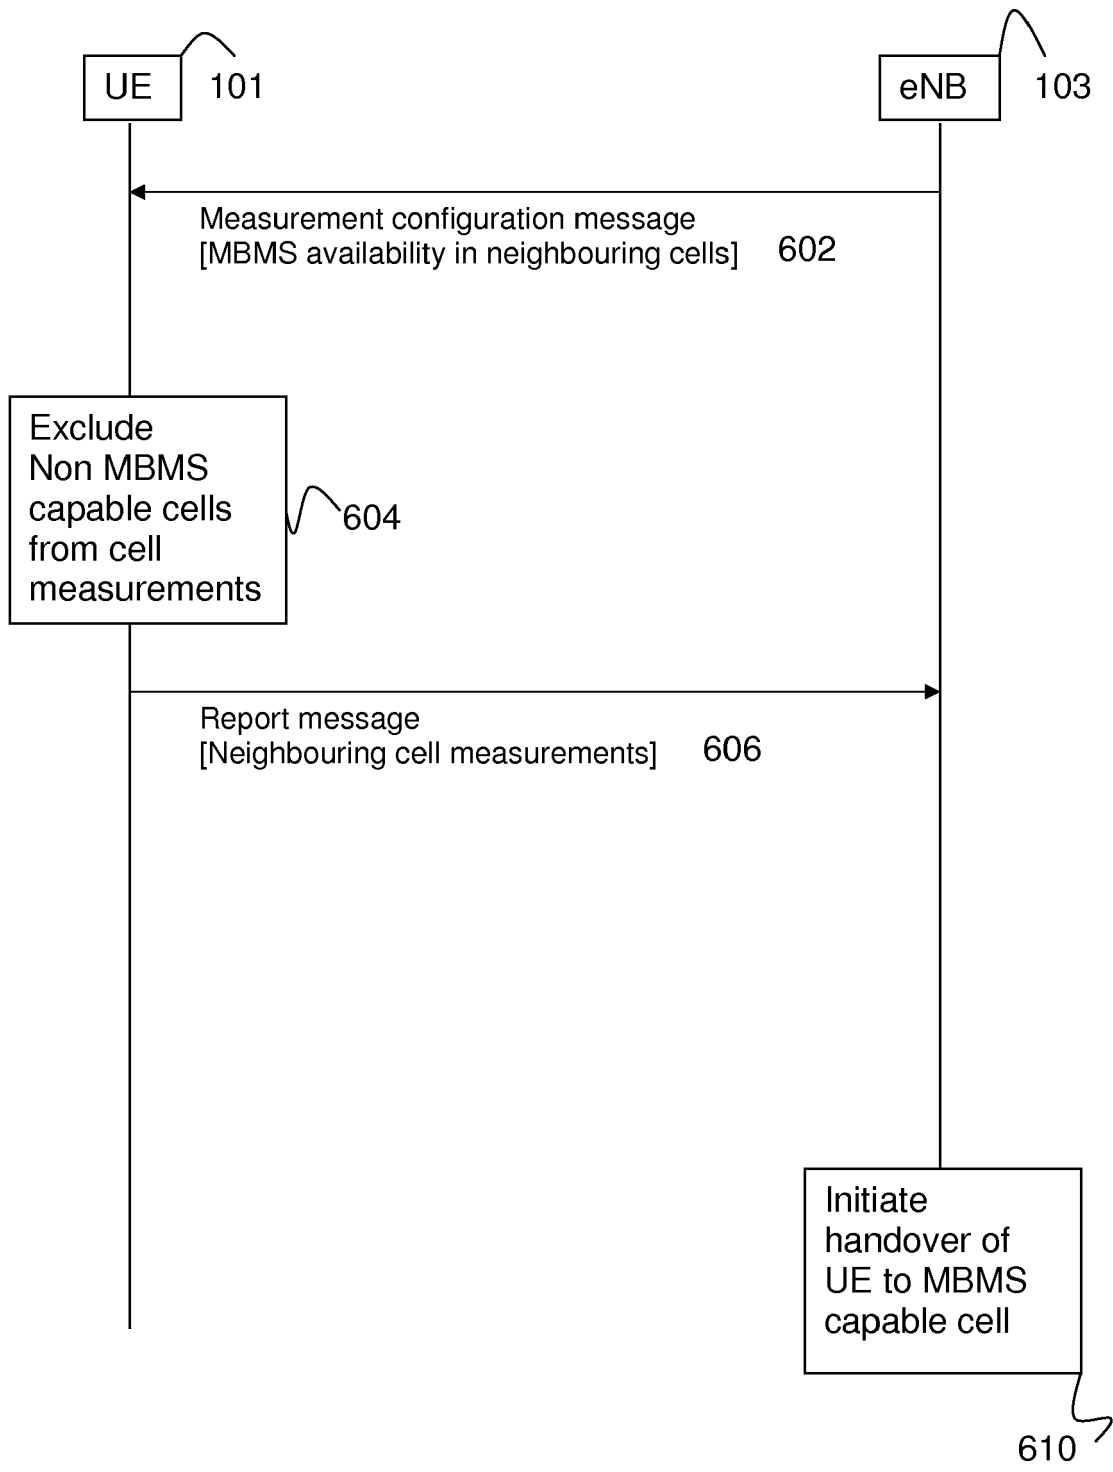 UE
101
eNB
103
Measurement configuration message
[MBMS availability in neighbouring cells]
602
Exclude
Non MBMS
capable cells
from cell
measurements
604
Report message
[Neighbouring cell measurements]
606
Initiate
handover of
UE to MBMS
capable cell
610